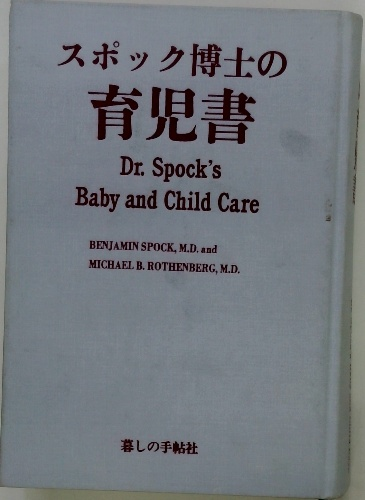 スポック博士の
育児書
Dr. Spock's
Baby and Child Care
BENJAMIN SPOCK, M.D. and
MICHAEL B. ROTHENBERG, M.D.
暮しの手帖社